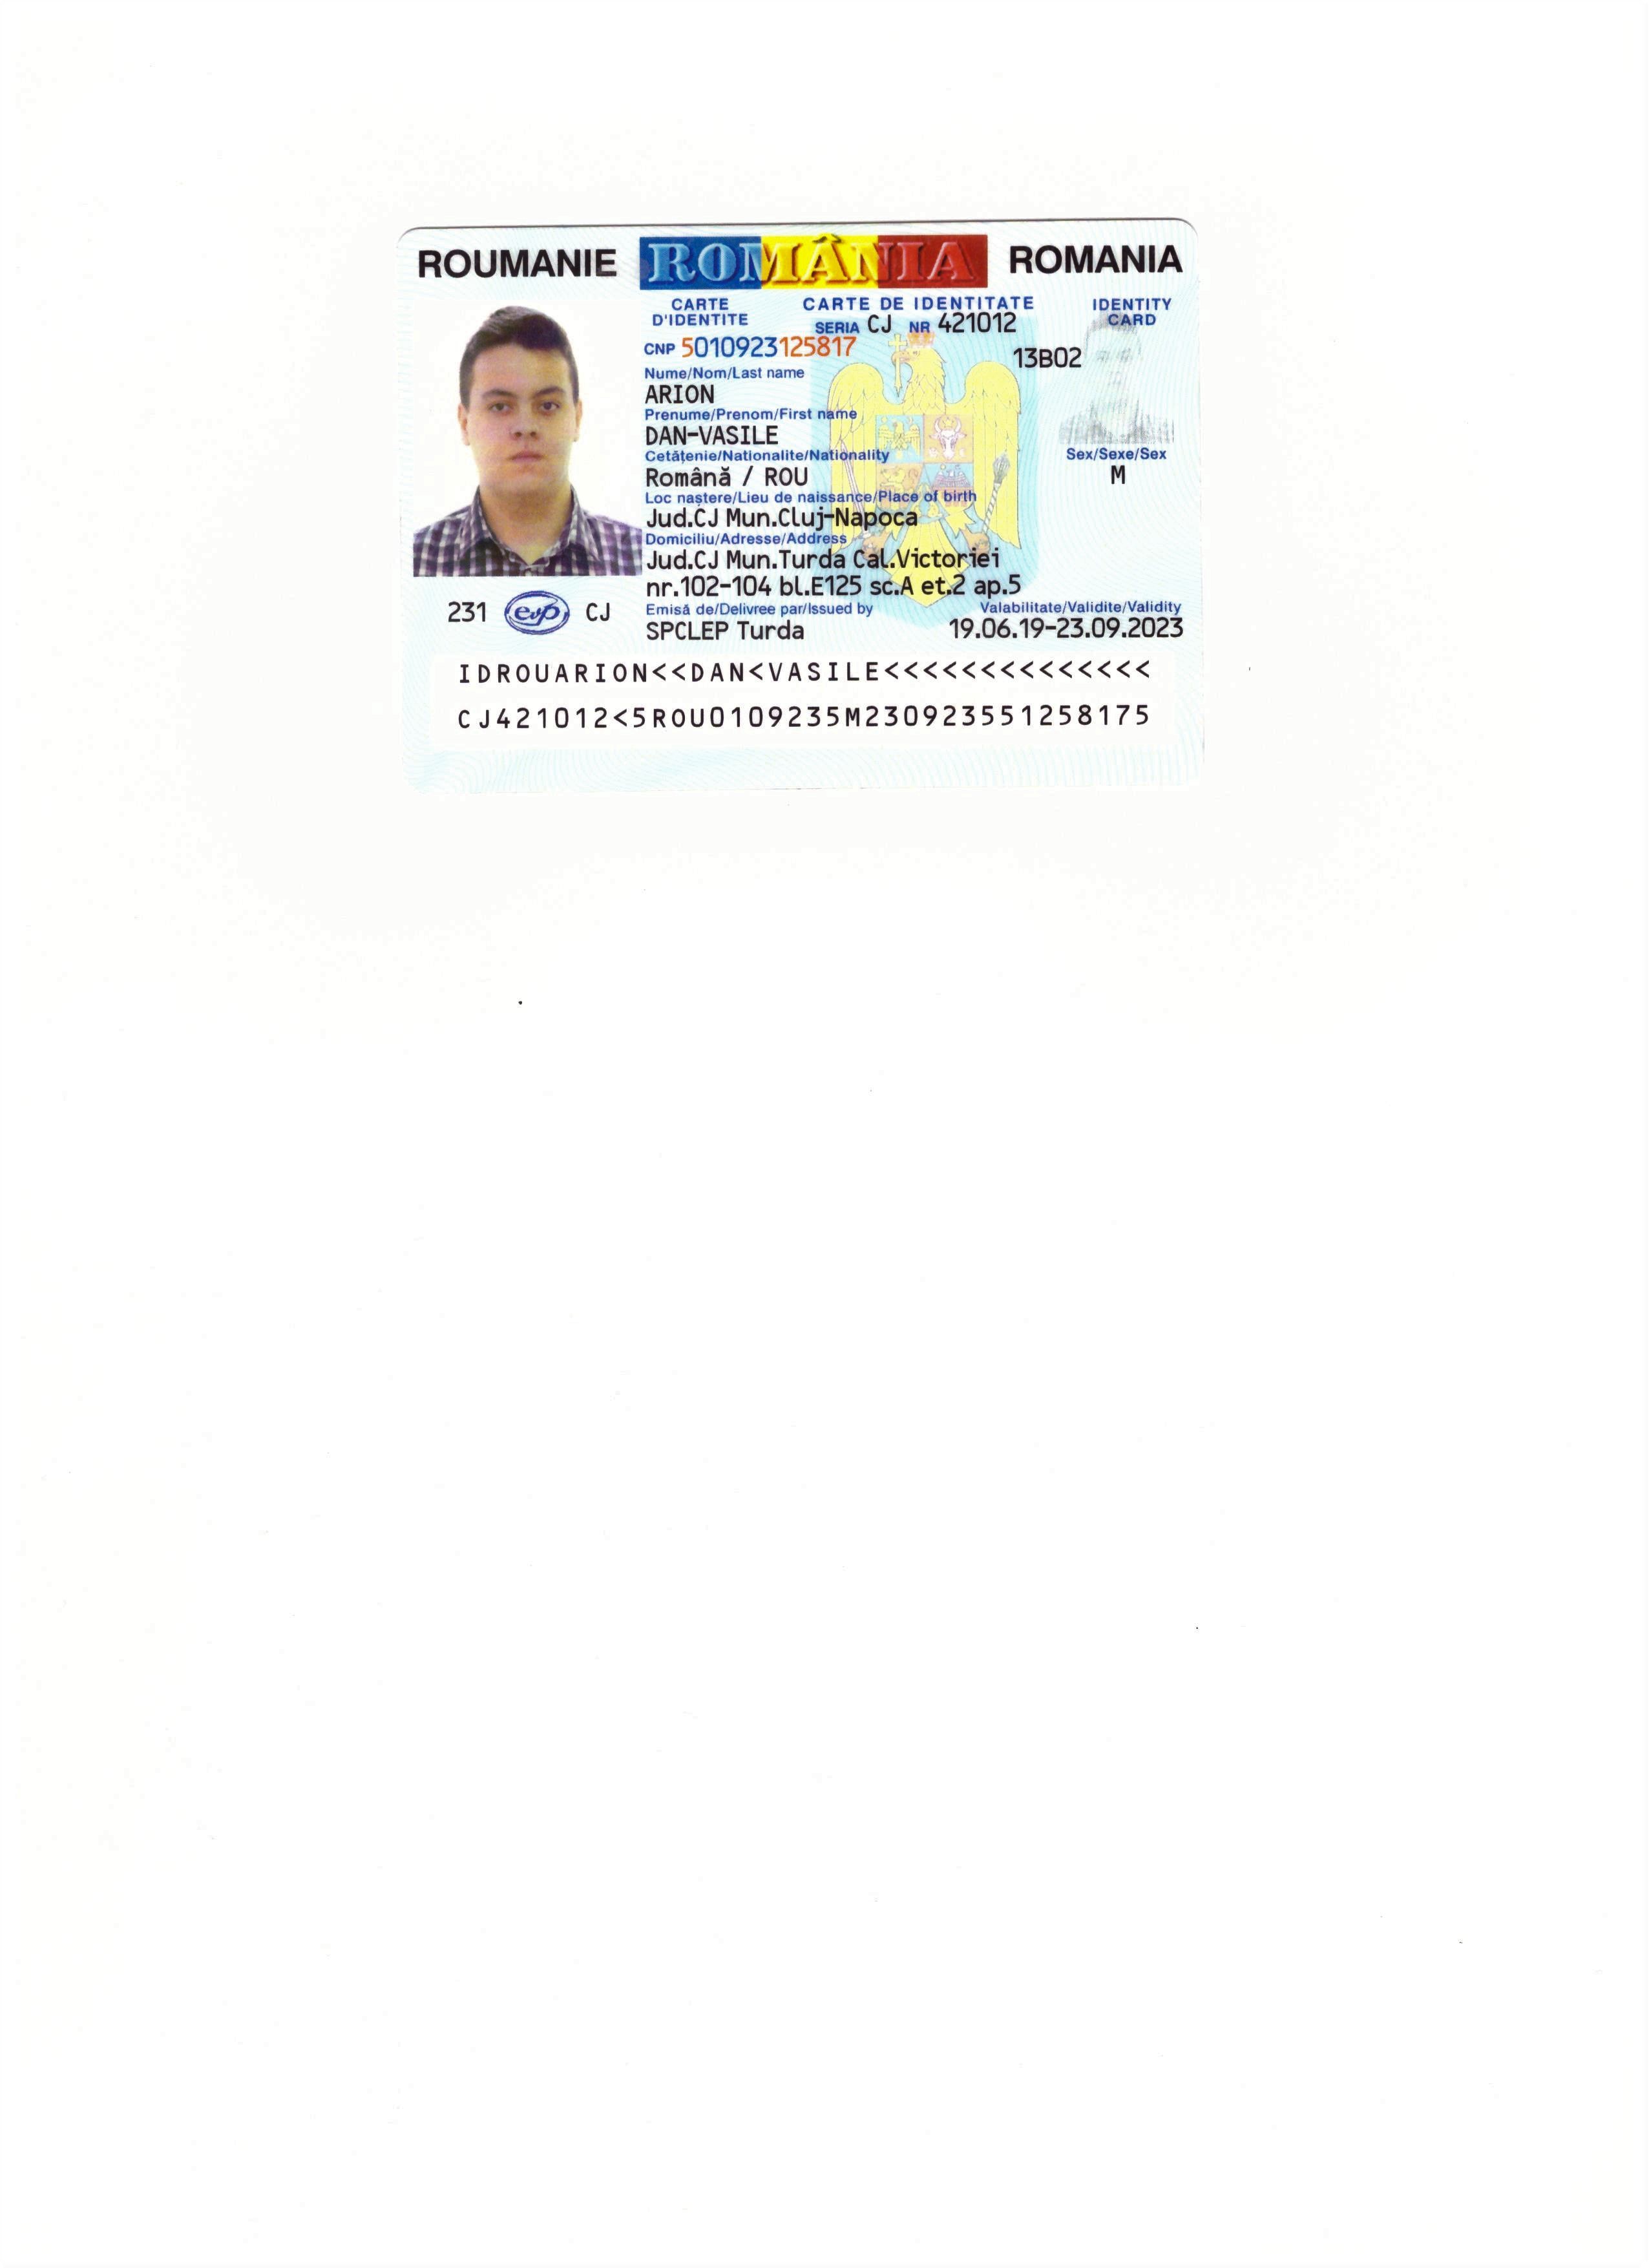 ROUMANIE ROMÂNIA ROMANIA
CARTE D'IDENTITE
CARTE DE IDENTITATE
IDENTITY CARD
SERIA CJ NR 421012
CNP 5010923125817
13B02
Nume/Nom/Last name
ARION
Prenume/Prenom/First name
DAN-VASILE
Cetăţenie/Nationalite/Nationality
Română / ROU
Sex/Sexe/Sex
M
Loc naştere/Lieu de naissance/Place of birth
Jud.CJ Mun.Cluj-Napoca
Domiciliu/Adresse/Address
Jud.CJ Mun.Turda Cal.Victoriei
nr.102-104 bl.E125 sc.A et.2 ap.5
231 evp CJ
Emisă de/Delivree par/Issued by
SPCLEP Turda
Valabilitate/Validite/Validity
19.06.19-23.09.2023
IDROUARION<<DAN<VASILE<<<<<<<<<<<<<<
CJ421012<5ROU0109235M230923551258175